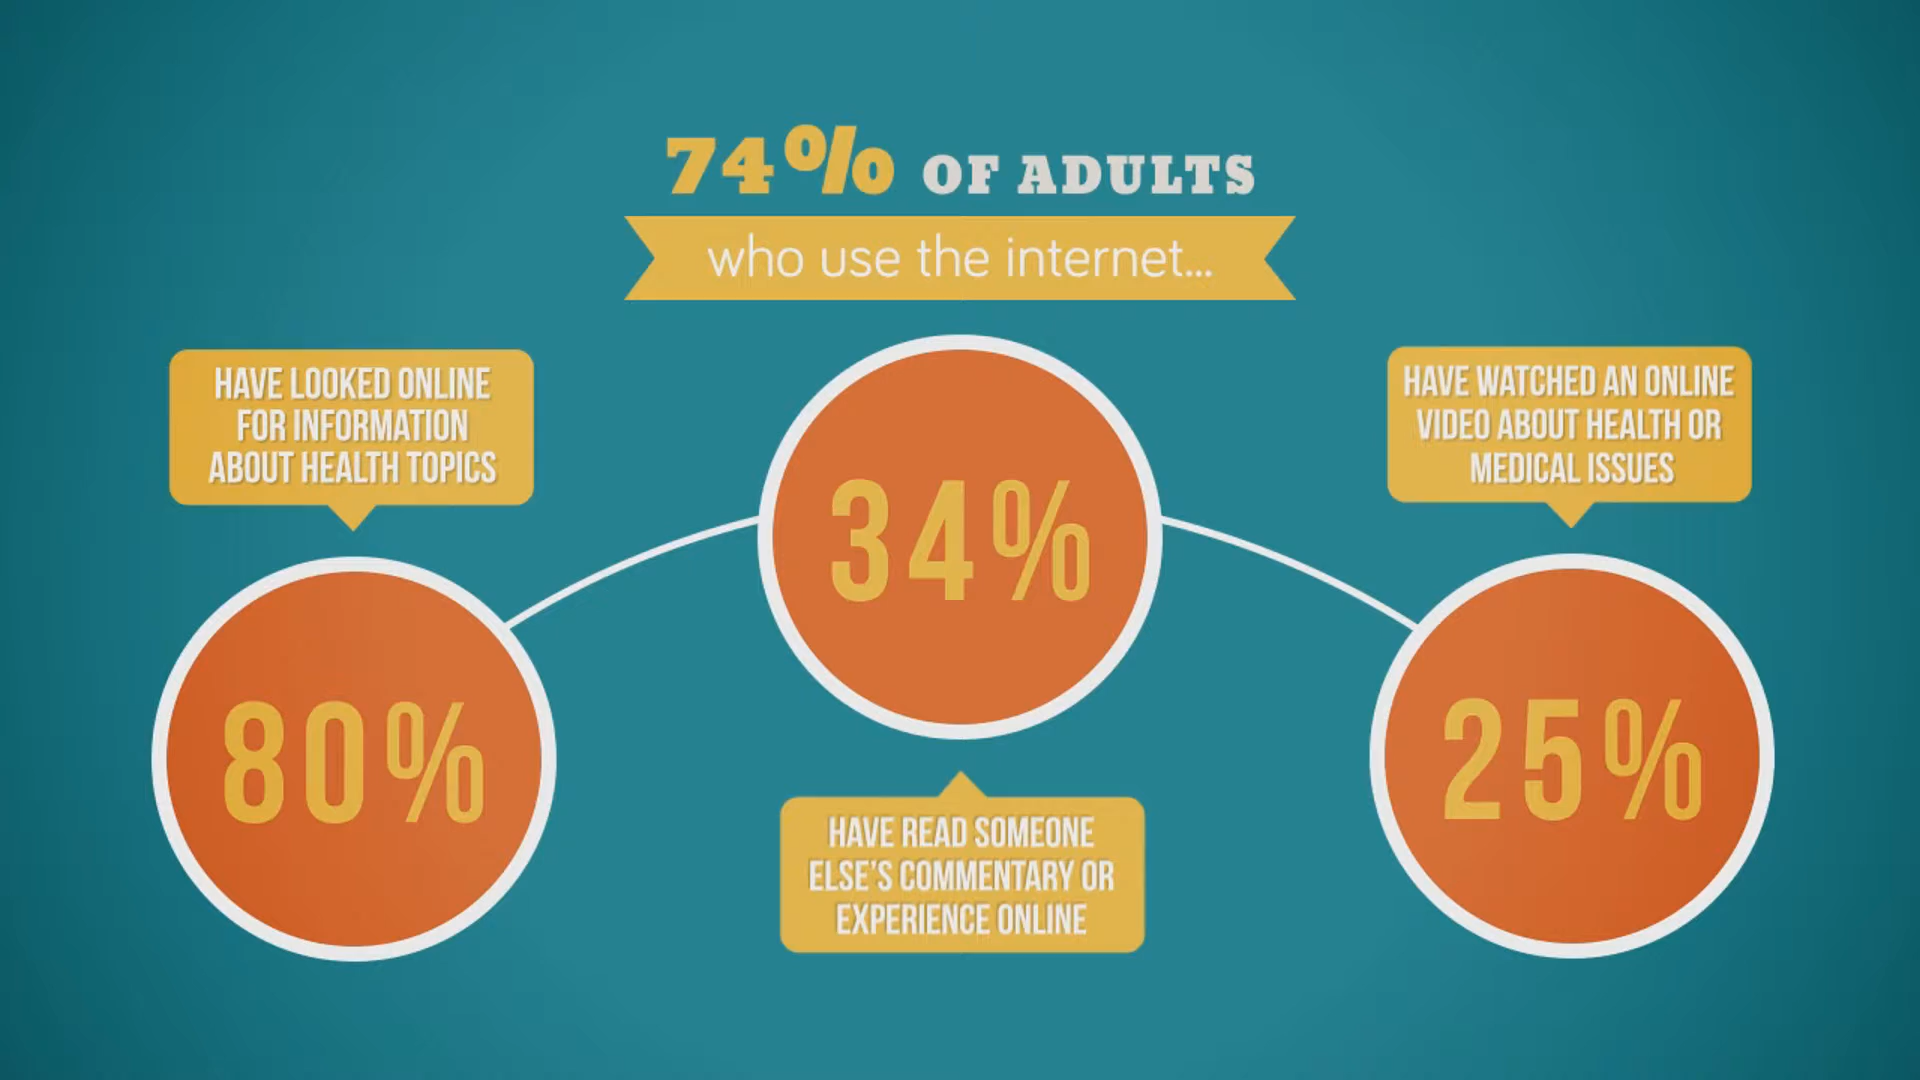 74% OF ADULTS
who use the internet...
HAVE LOOKED ONLINE
FOR INFORMATION
ABOUT HEALTH TOPICS
80%
34%
HAVE READ SOMEONE
ELSE'S COMMENTARY OR
EXPERIENCE ONLINE
HAVE WATCHED AN ONLINE
VIDEO ABOUT HEALTH OR
MEDICAL ISSUES
25%